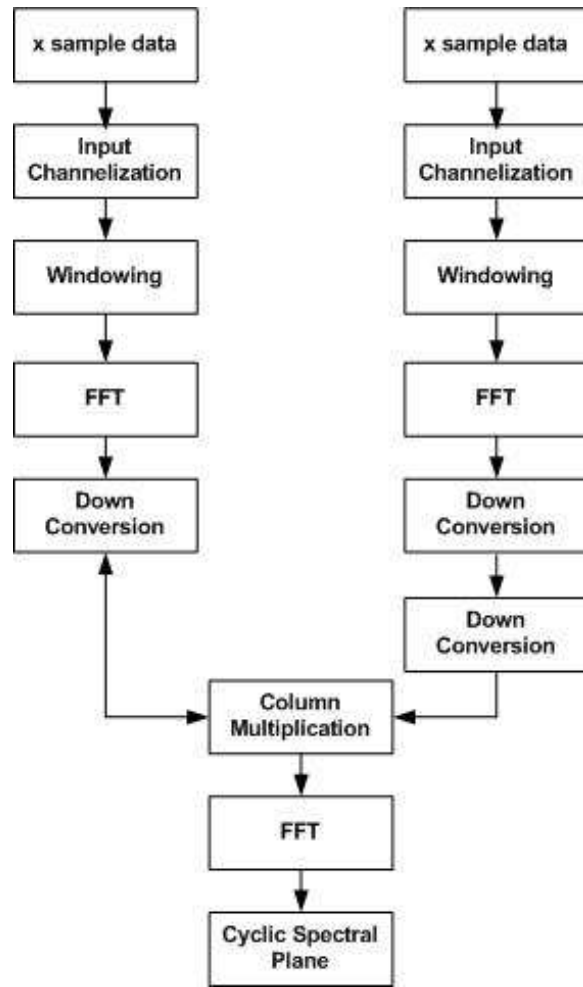 x sample data
Input
Channelization
Windowing
FFT
Down
Conversion
x sample data
Input
Channelization
Windowing
FFT
Down
Conversion
Down
Conversion
Column
Multiplication
FFT
Cyclic Spectral
Plane